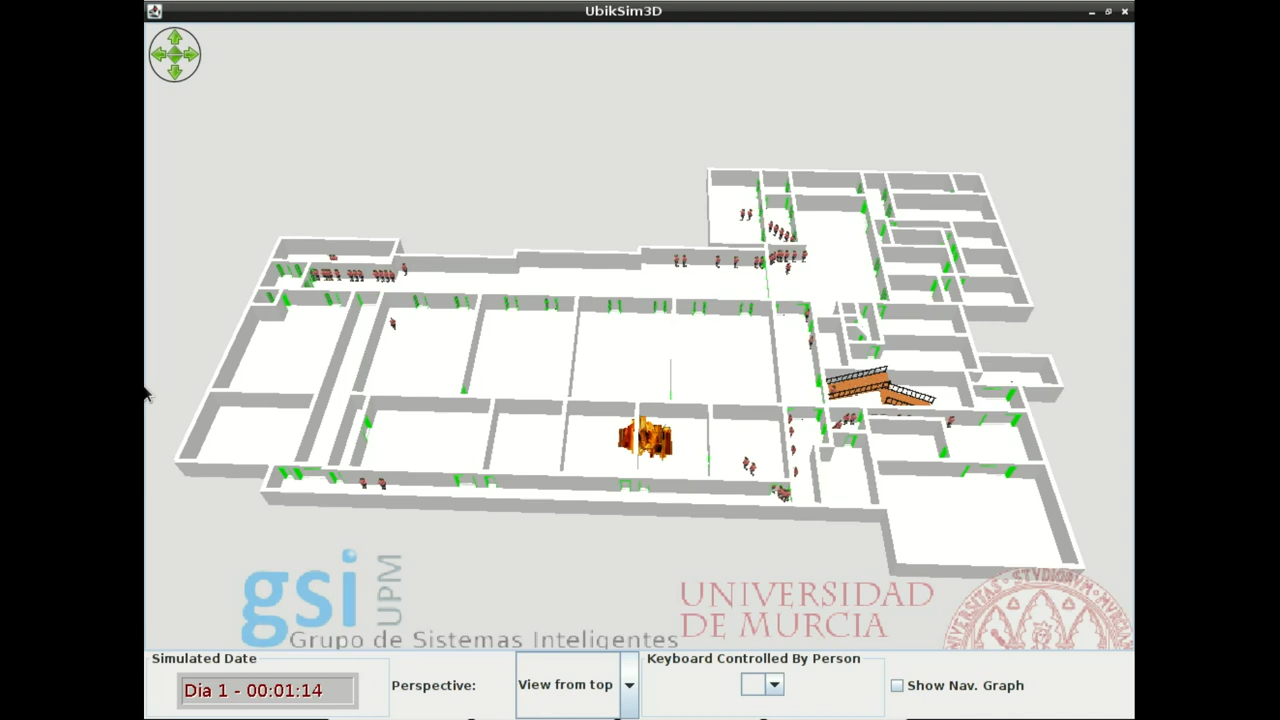 UbikSim3D
gsi
UPM
Grupo de Sistemas Inteligentes
UNIVERSIDAD
DE MURCIA
Simulated Date
Dia 1 - 00:01:14
Perspective:
View from top
Keyboard Controlled By Person
Show Nav. Graph